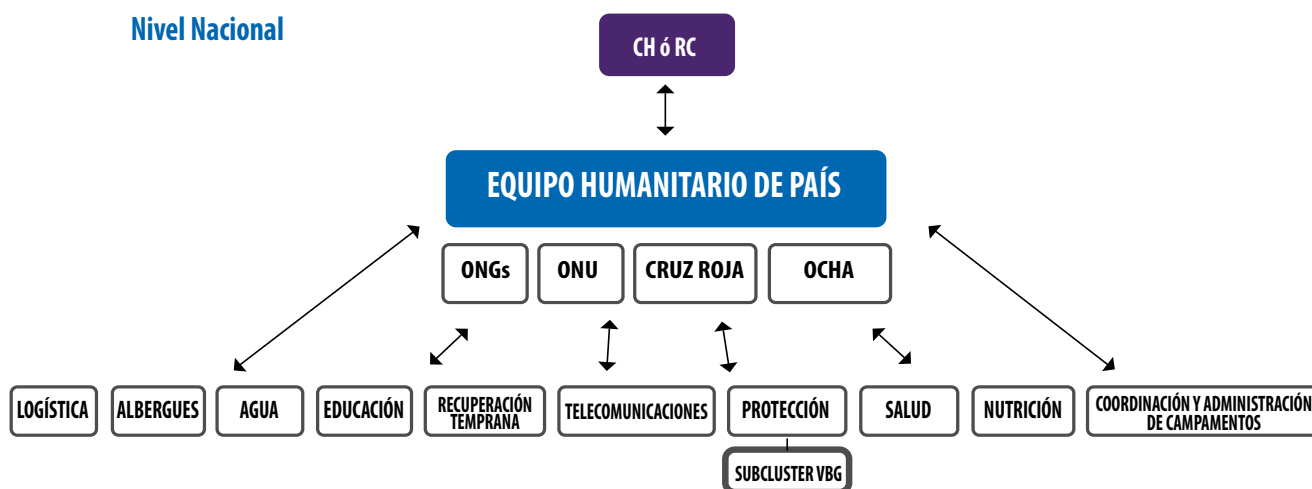 Nivel Nacional
CH ó RC
EQUIPO HUMANITARIO DE PAÍS
ONGs
ONU
CRUZ ROJA
OCHA
LOGÍSTICA
ALBERGUES
AGUA
EDUCACIÓN
RECUPERACIÓN
TEMPRANA
TELECOMUNICACIONES
PROTECCIÓN
SALUD
NUTRICIÓN
COORDINACIÓN Y ADMINISTRACIÓN
DE CAMPAMENTOS
SUBCLUSTER VBG